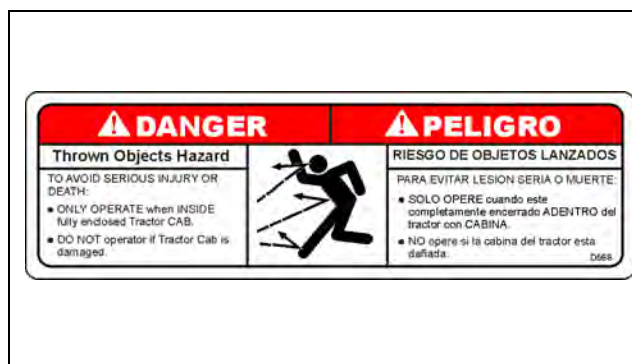 DANGER
Thrown Objects Hazard
TO AVOID SERIOUS INJURY OR
DEATH:
• ONLY OPERATE when INSIDE
fully enclosed Tractor CAB.
• DO NOT operator if Tractor Cab is
damaged.
PELIGRO
RIESGO DE OBJETOS LANZADOS
PARA EVITAR LESION SERIA O MUERTE:
• SOLO OPERE cuando este
completamente encerrado ADENTRO del
tractor con CABINA.
• NO opere si la cabina del tractor esta
dañada.
D568